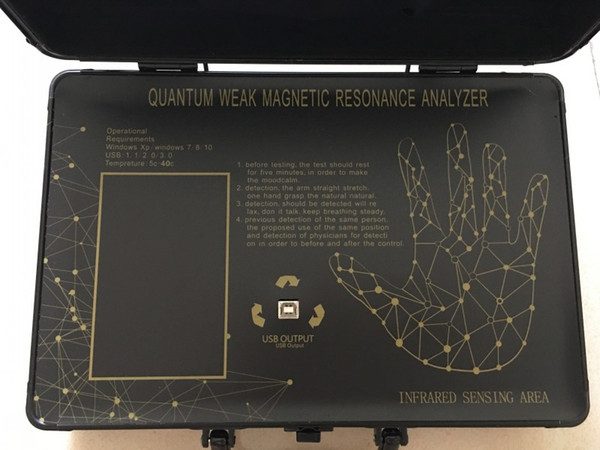 QUANTUM WEAK MAGNETIC RESONANCE ANALYZER
Operational
Requirements
Windows Xp/windows 7/8/10
USB: 1. 1/2. 0/3. 0
Tempreture: 5c-40c
1. before tesiing, the test should rest
for five minutes, in order to make
the moodcalm.
2. detection, the arm straight stretch.
one hand grasp the natural natural.
3. detection, should be detected will re
lax, don it talk, keep breathing steady.
4. previous detection of the same person,
the proposed use of the same position
and detection of physicians for detecti
on in order to before and after the control.
USB OUTPUT
USB Output
INFRARED SENSING AREA